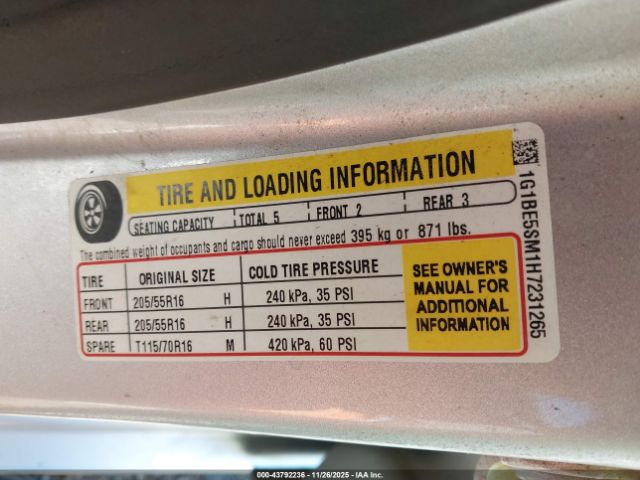 TIRE AND LOADING INFORMATION
SEATING CAPACITY TOTAL 5 FRONT 2 REAR 3
The combined weight of occupants and cargo should never exceed 395 kg or 871 lbs.
TIRE ORIGINAL SIZE COLD TIRE PRESSURE
FRONT 205/55R16 H 240 kPa, 35 PSI
REAR 205/55R16 H 240 kPa, 35 PSI
SPARE T115/70R16 M 420 kPa, 60 PSI
SEE OWNER'S
MANUAL FOR
ADDITIONAL
INFORMATION
1G1BE5SM1H7231265
000-43792236 - 11/26/2025 - IAA Inc.